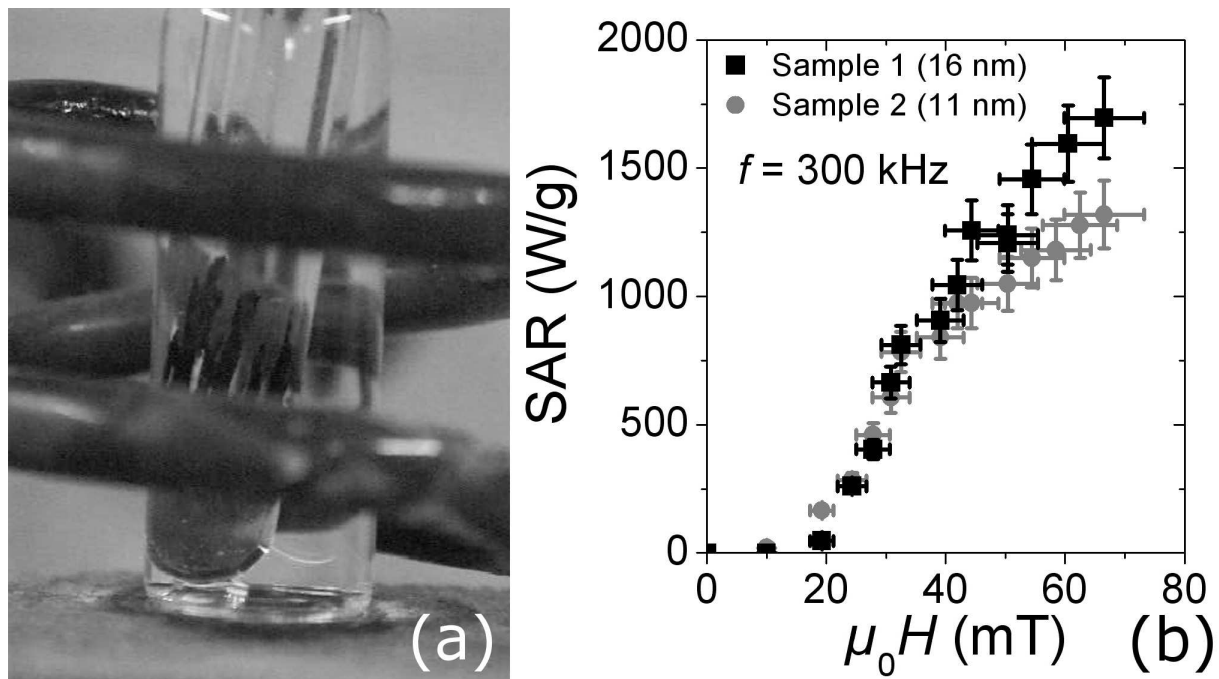 (a)
2000
1500
1000
500
0
SAR (W/g)
Sample 1 (16 nm)
Sample 2 (11 nm)
f = 300 kHz
0 20 40 60 80
μ₀H (mT)
(b)